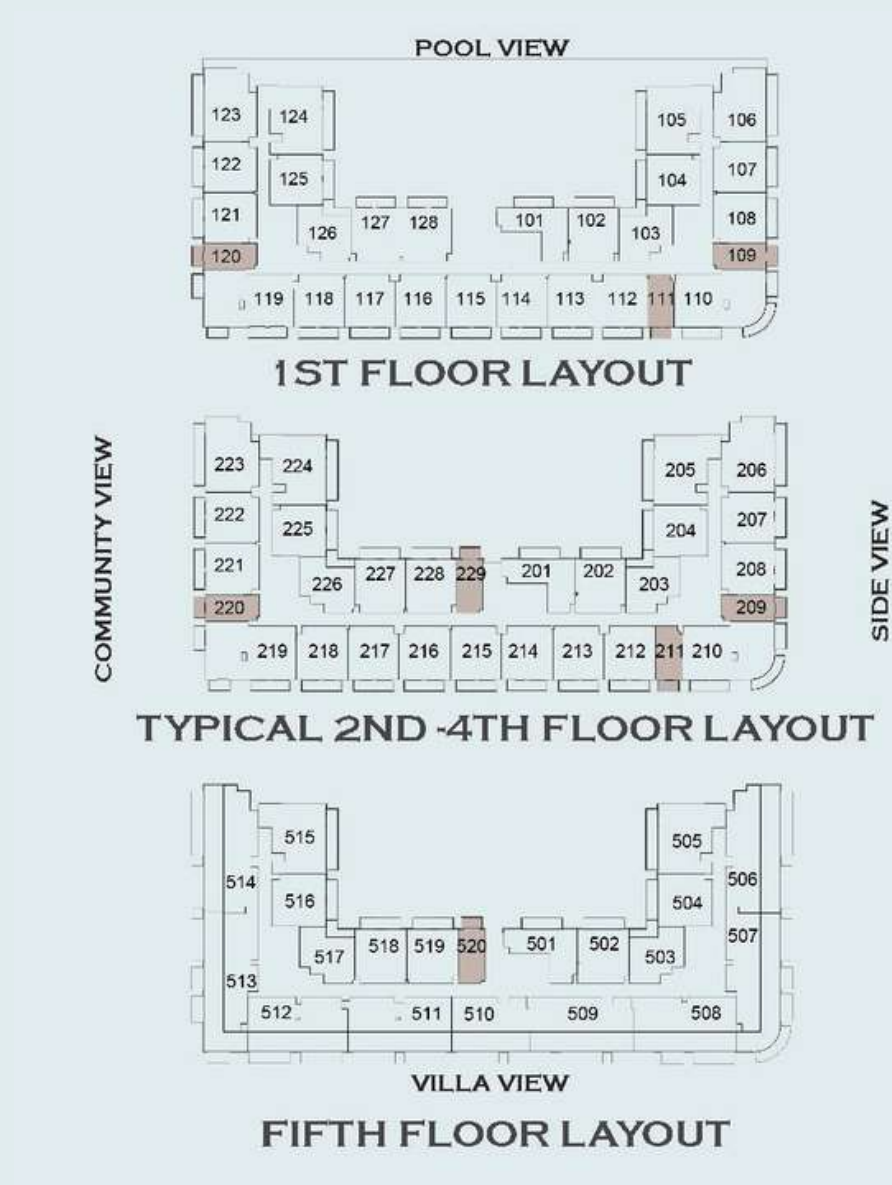 POOL VIEW
123 124 105 106
122 125 104 107
121 126 127 128 101 102 103 108
120 109
119 118 117 116 115 114 113 112 111 110
1ST FLOOR LAYOUT
COMMUNITY VIEW
SIDE VIEW
223 224 205 206
222 225 204 207
221 226 227 228 229 201 202 203 208
220 209
219 218 217 216 215 214 213 212 211 210
TYPICAL 2ND -4TH FLOOR LAYOUT
515 505
514 516 504 506
517 518 519 520 501 502 503 507
513
512 511 510 509 508
VILLA VIEW
FIFTH FLOOR LAYOUT